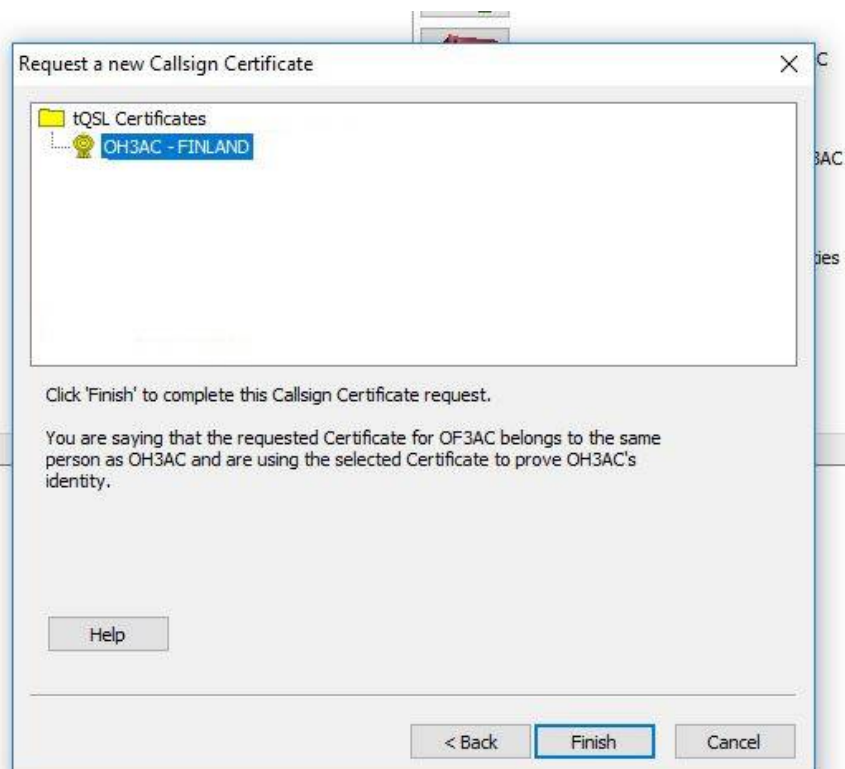 Request a new Callsign Certificate
C
tQSL Certificates
OH3AC - FINLAND
3AC
ties
Click 'Finish' to complete this Callsign Certificate request.
You are saying that the requested Certificate for OF3AC belongs to the same
person as OH3AC and are using the selected Certificate to prove OH3AC's
identity.
Help
< Back
Finish
Cancel